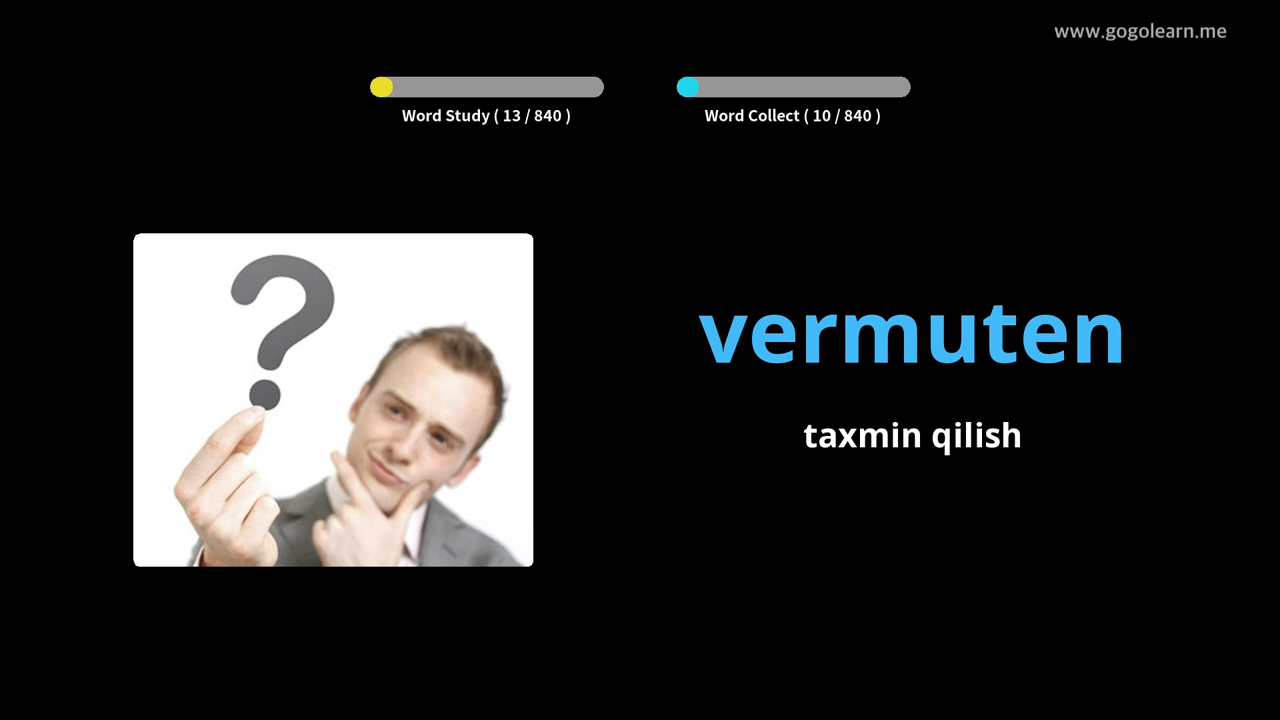 www.gogolearn.me
Word Study ( 13 / 840 )
Word Collect ( 10 / 840 )
vermuten
taxmin qilish